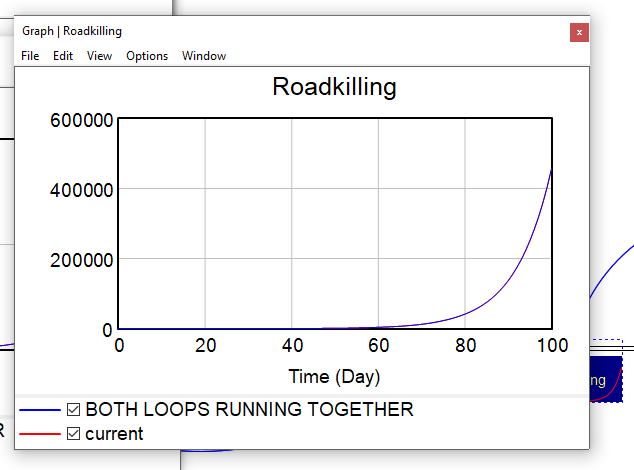 Graph | Roadkilling
x
File Edit View Options Window
Roadkilling
600000
400000
200000
0
0 20 40 60 80 100
Time (Day)
BOTH LOOPS RUNNING TOGETHER
current
ng
R